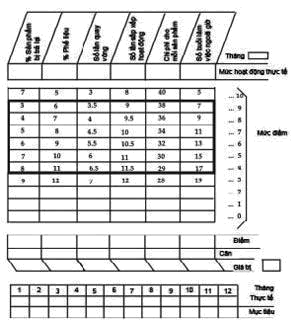 % Sản phẩm bị trả lại
% Phế liệu
Số lần quay vòng
Số lần sắp xếp hoạt động
Chi phí cho mỗi sản phẩm
Số buổi làm việc ngoài giờ
Tháng
Mức hoạt động thực tế
7 5 3 8 40 5 ... 10
3 6 3.5 9 38 7 ... 9
4 7 4 9.5 36 9 ... 8
5 8 4.5 10 34 11 ... 7
6 9 5.5 10.5 32 13 ... 6
7 10 6 11 30 15 ... 5
8 11 6.5 11.5 29 17 ... 4
9 12 7 12 28 19 ... 3
... 2
... 1
... 0
Mức điểm
Điểm
Cân
Giá trị
1 2 3 4 5 6 7 8 9 10 11 12 Tháng
Thực tế
Mục tiêu